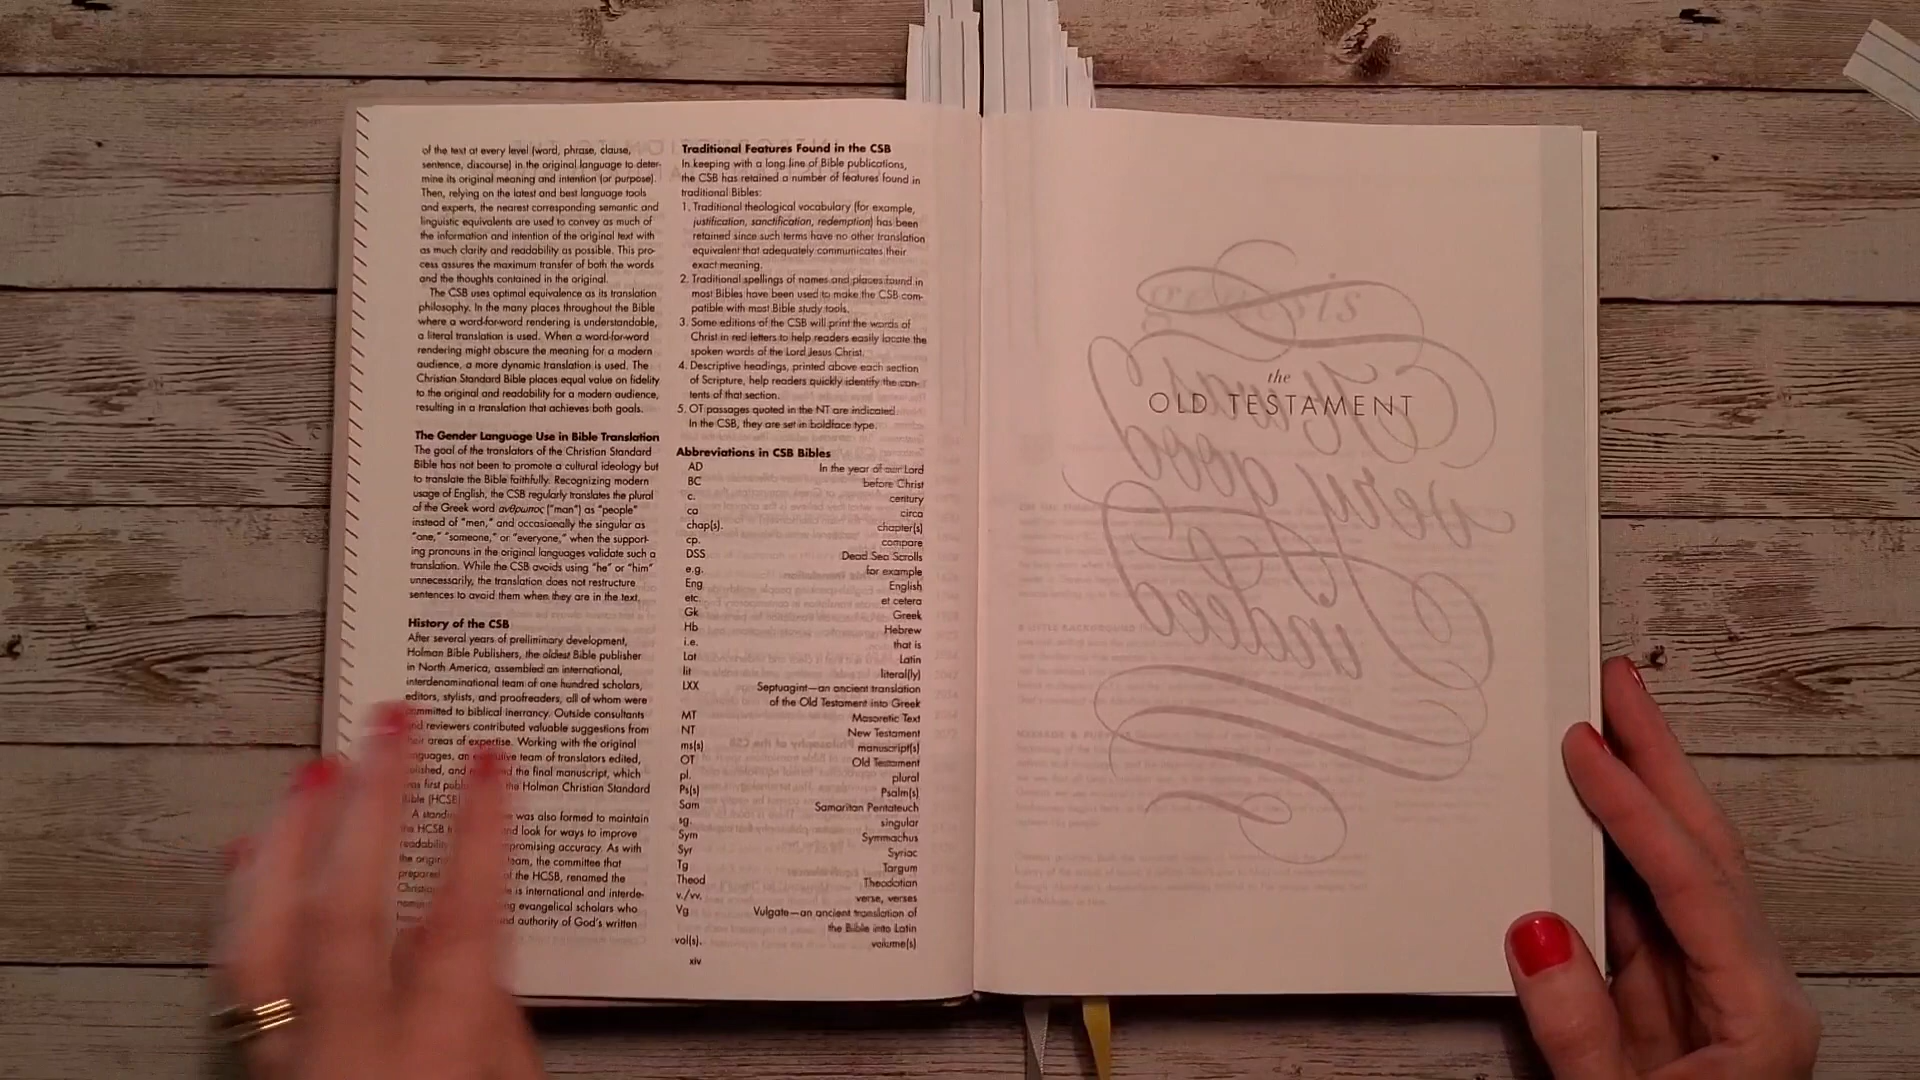 of the text at every level (word, phrase, clause,
sentence, discourse) in the original language to deter-
mine its original meaning and intention (or purpose).
Then, relying on the latest and best language tools
and experts, the nearest corresponding semantic and
linguistic equivalents are used to convey as much of
the information and intention of the original text with
as much clarity and readability as possible. This pro-
cess assures the maximum transfer of both the words
and the thoughts contained in the original.
The CSB uses optimal equivalence as its translation
philosophy. In the many places throughout the Bible
where a word-for-word rendering is understandable,
a literal translation is used. When a word-for-word
rendering might obscure the meaning for a modern
audience, a more dynamic translation is used. The
Christian Standard Bible places equal value on fidelity
to the original and readability for a modern audience,
resulting in a translation that achieves both goals.
The Gender Language Use in Bible Translation
The goal of the translators of the Christian Standard
Bible has not been to promote a cultural ideology but
to translate the Bible faithfully. Recognizing modern
usage of English, the CSB regularly translates the plural
of the Greek word ανθρωπος ("man") as "people"
instead of "men," and occasionally the singular as
"one," "someone," or "everyone," when the support-
ing pronouns in the original languages validate such a
translation. While the CSB avoids using "he" or "him"
unnecessarily, the translation does not restructure
sentences to avoid them when they are in the text.
History of the CSB
After several years of preliminary development,
Holman Bible Publishers, the oldest Bible publisher
in North America, assembled an international,
interdenominational team of one hundred scholars,
editors, stylists, and proofreaders, all of whom were
committed to biblical inerrancy. Outside consultants
and reviewers contributed valuable suggestions from
their areas of expertise. Working with the original
an team of translators edited,
and the final manuscript, which
was first Holman Christian Standard
Bible (HCSB)
A was also formed to maintain
HCSB and look for ways to improve
accuracy. As with
the team, the committee that
prepared the HCSB, renamed the
is international and interde-
evangelical scholars who
and authority of God's written
Traditional Features Found in the CSB
In keeping with a long line of Bible publications,
the CSB has retained a number of features found in
traditional Bibles:
1. Traditional theological vocabulary (for example,
justification, sanctification, redemption) has been
retained since such terms have no other translation
equivalent that adequately communicates their
exact meaning.
2. Traditional spellings of names and places found in
most Bibles have been used to make the CSB com-
patible with most Bible study tools.
3. Some editions of the CSB will print the words of
Christ in red letters to help readers easily locate the
spoken words of the Lord Jesus Christ.
4. Descriptive headings, printed above each section
of Scripture, help readers quickly identify the con-
tents of that section.
5. OT passages quoted in the NT are indicated.
In the CSB, they are set in boldface type.
Abbreviations in CSB Bibles
AD In the year of our Lord
BC before Christ
c. century
ca circa
chap(s). chapter(s)
cp. compare
DSS Dead Sea Scrolls
e.g. for example
Eng English
etc. et cetera
Gk Greek
Hb Hebrew
i.e. that is
Lat Latin
lit literal(ly)
LXX Septuagint—an ancient translation
of the Old Testament into Greek
MT Masoretic Text
NT New Testament
ms(s) manuscript(s)
OT Old Testament
pl. plural
Ps(s) Psalm(s)
Sam Samaritan Pentateuch
sg. singular
Sym Symmachus
Syr Syriac
Tg Targum
Theod Theodotian
v./vv. verse, verses
Vg Vulgate—an ancient translation of
the Bible into Latin
vol(s). volume(s)
xiv
the
OLD TESTAMENT
It was
very good
indeed